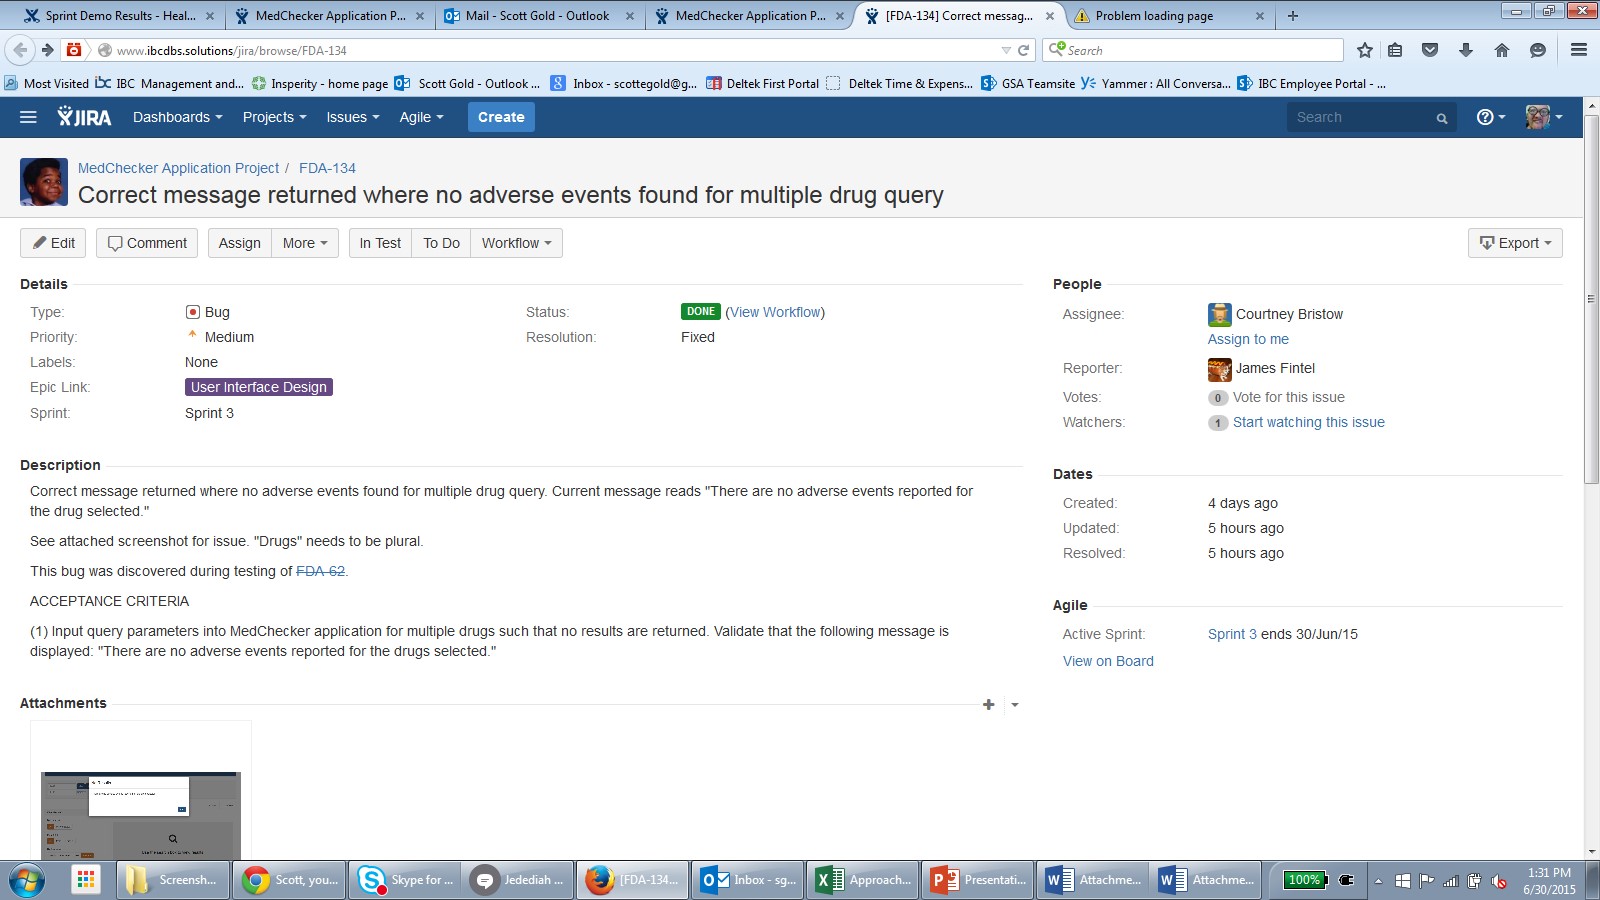 Sprint Demo Results - Heal...
MedChecker Application P...
Mail - Scott Gold - Outlook
MedChecker Application P...
[FDA-134] Correct messag...
Problem loading page
www.ibcdbs.solutions/jira/browse/FDA-134
Search
Most Visited
IBC Management and...
Insperity - home page
Scott Gold - Outlook ...
Inbox - scottegold@g...
Deltek First Portal
Deltek Time & Expens...
GSA Teamsite
Yammer : All Conversa...
IBC Employee Portal - ...
JIRA
Dashboards
Projects
Issues
Agile
Create
Search
MedChecker Application Project / FDA-134
Correct message returned where no adverse events found for multiple drug query
Edit
Comment
Assign
More
In Test
To Do
Workflow
Export
Details
Type: Bug
Status: DONE (View Workflow)
Priority: Medium
Resolution: Fixed
Labels: None
Epic Link: User Interface Design
Sprint: Sprint 3
People
Assignee: Courtney Bristow
Assign to me
Reporter: James Fintel
Votes: 0 Vote for this issue
Watchers: 1 Start watching this issue
Description
Correct message returned where no adverse events found for multiple drug query. Current message reads "There are no adverse events reported for
the drug selected."
See attached screenshot for issue. "Drugs" needs to be plural.
This bug was discovered during testing of FDA-62.
ACCEPTANCE CRITERIA
(1) Input query parameters into MedChecker application for multiple drugs such that no results are returned. Validate that the following message is
displayed: "There are no adverse events reported for the drugs selected."
Dates
Created: 4 days ago
Updated: 5 hours ago
Resolved: 5 hours ago
Agile
Active Sprint: Sprint 3 ends 30/Jun/15
View on Board
Attachments
Screensh...
Scott, you...
Skype for ...
Jedediah ...
[FDA-134...
Inbox - sg...
Approach...
Presentati...
Attachme...
Attachme...
100%
1:31 PM
6/30/2015